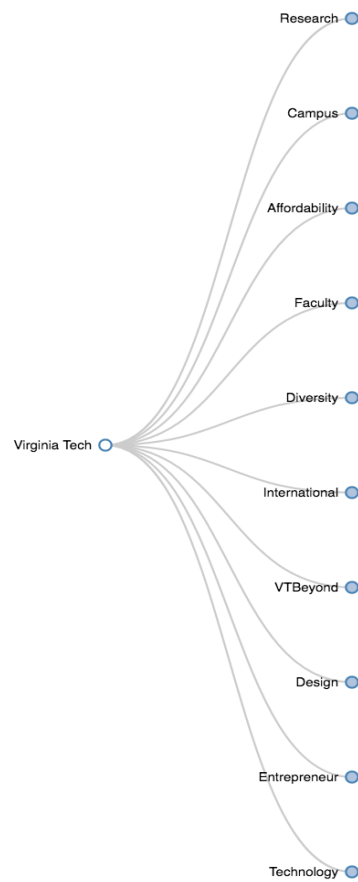 Research
Campus
Affordability
Faculty
Diversity
Virginia Tech
International
VTBeyond
Design
Entrepreneur
Technology